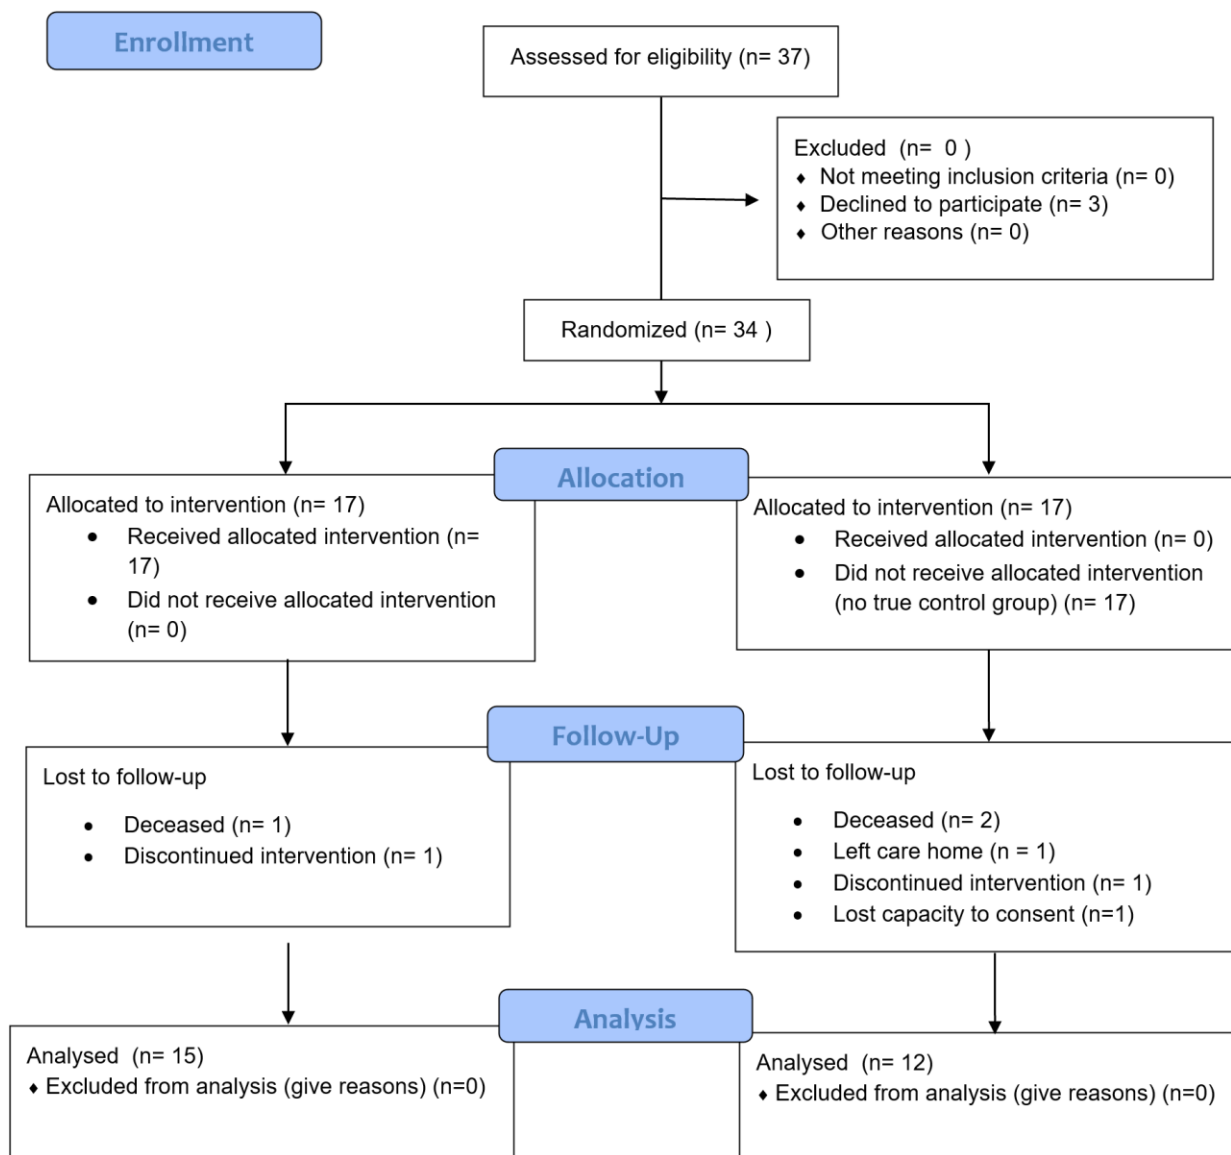 Enrollment
Assessed for eligibility (n= 37)
Excluded (n= 0 )
♦ Not meeting inclusion criteria (n= 0)
♦ Declined to participate (n= 3)
♦ Other reasons (n= 0)
Randomized (n= 34 )
Allocation
Allocated to intervention (n= 17)
• Received allocated intervention (n=
17)
• Did not receive allocated intervention
(n= 0)
Allocated to intervention (n= 17)
• Received allocated intervention (n= 0)
• Did not receive allocated intervention
(no true control group) (n= 17)
Follow-Up
Lost to follow-up
• Deceased (n= 1)
• Discontinued intervention (n= 1)
Lost to follow-up
• Deceased (n= 2)
• Left care home (n = 1)
• Discontinued intervention (n= 1)
• Lost capacity to consent (n=1)
Analysis
Analysed (n= 15)
♦ Excluded from analysis (give reasons) (n=0)
Analysed (n= 12)
♦ Excluded from analysis (give reasons) (n=0)